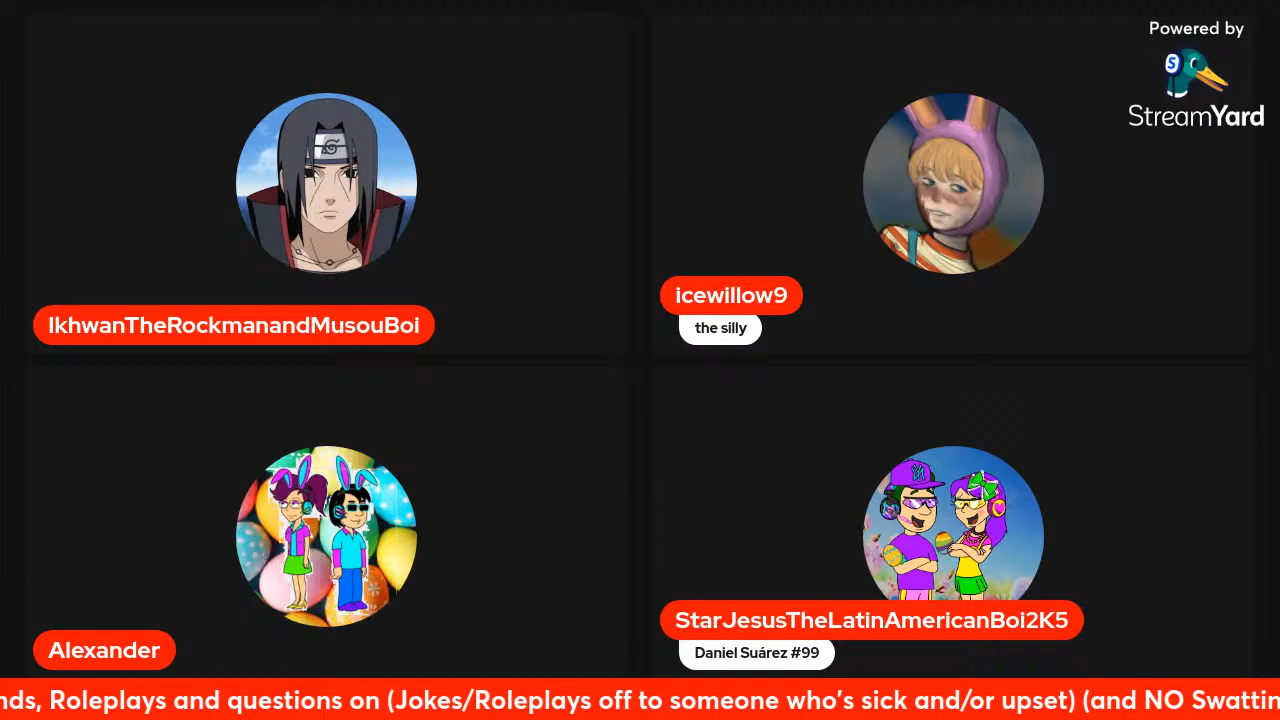 Powered by
StreamYard
IkhwanTheRockmanandMusouBoi
icewillow9
the silly
Alexander
StarJesusTheLatinAmericanBoi2K5
Daniel Suárez #99
nds, Roleplays and questions on (Jokes/Roleplays off to someone who's sick and/or upset) (and NO Swattin